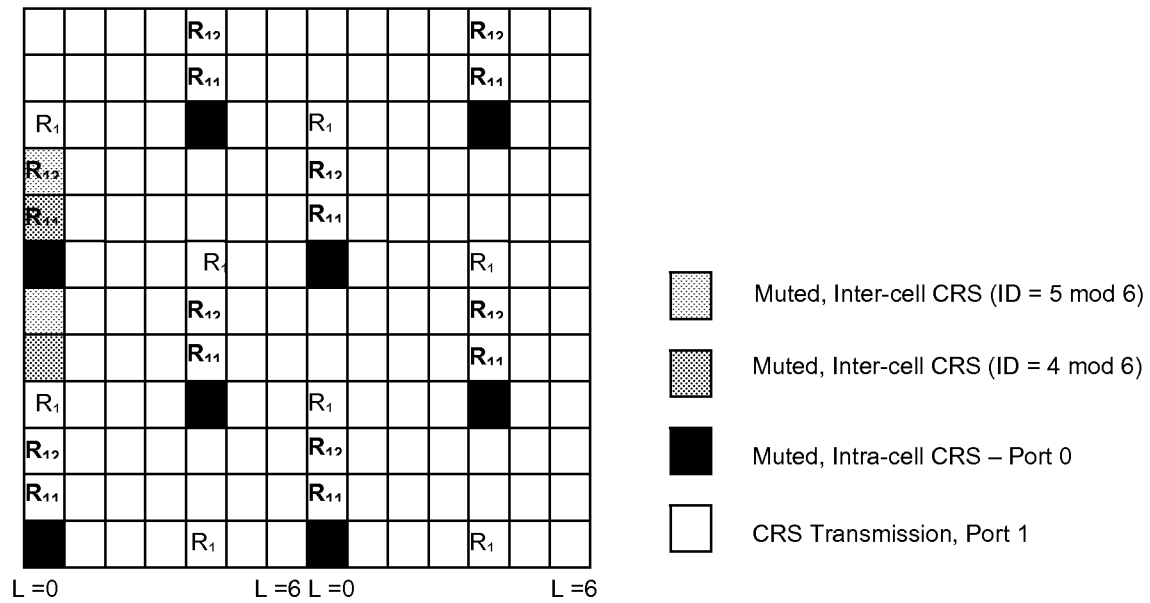 R₁₂ R₁₂
R₁₁ R₁₁
R₁ R₁
R₁₂ R₁₂
R₁₁ R₁₁
R₁ R₁
R₁₂ R₁₂
R₁₁ R₁₁
R₁ R₁
R₁₂ R₁₂
R₁₁ R₁₁
R₁ R₁
L =0 L =6 L =0 L =6
Muted, Inter-cell CRS (ID = 5 mod 6)
Muted, Inter-cell CRS (ID = 4 mod 6)
Muted, Intra-cell CRS – Port 0
CRS Transmission, Port 1